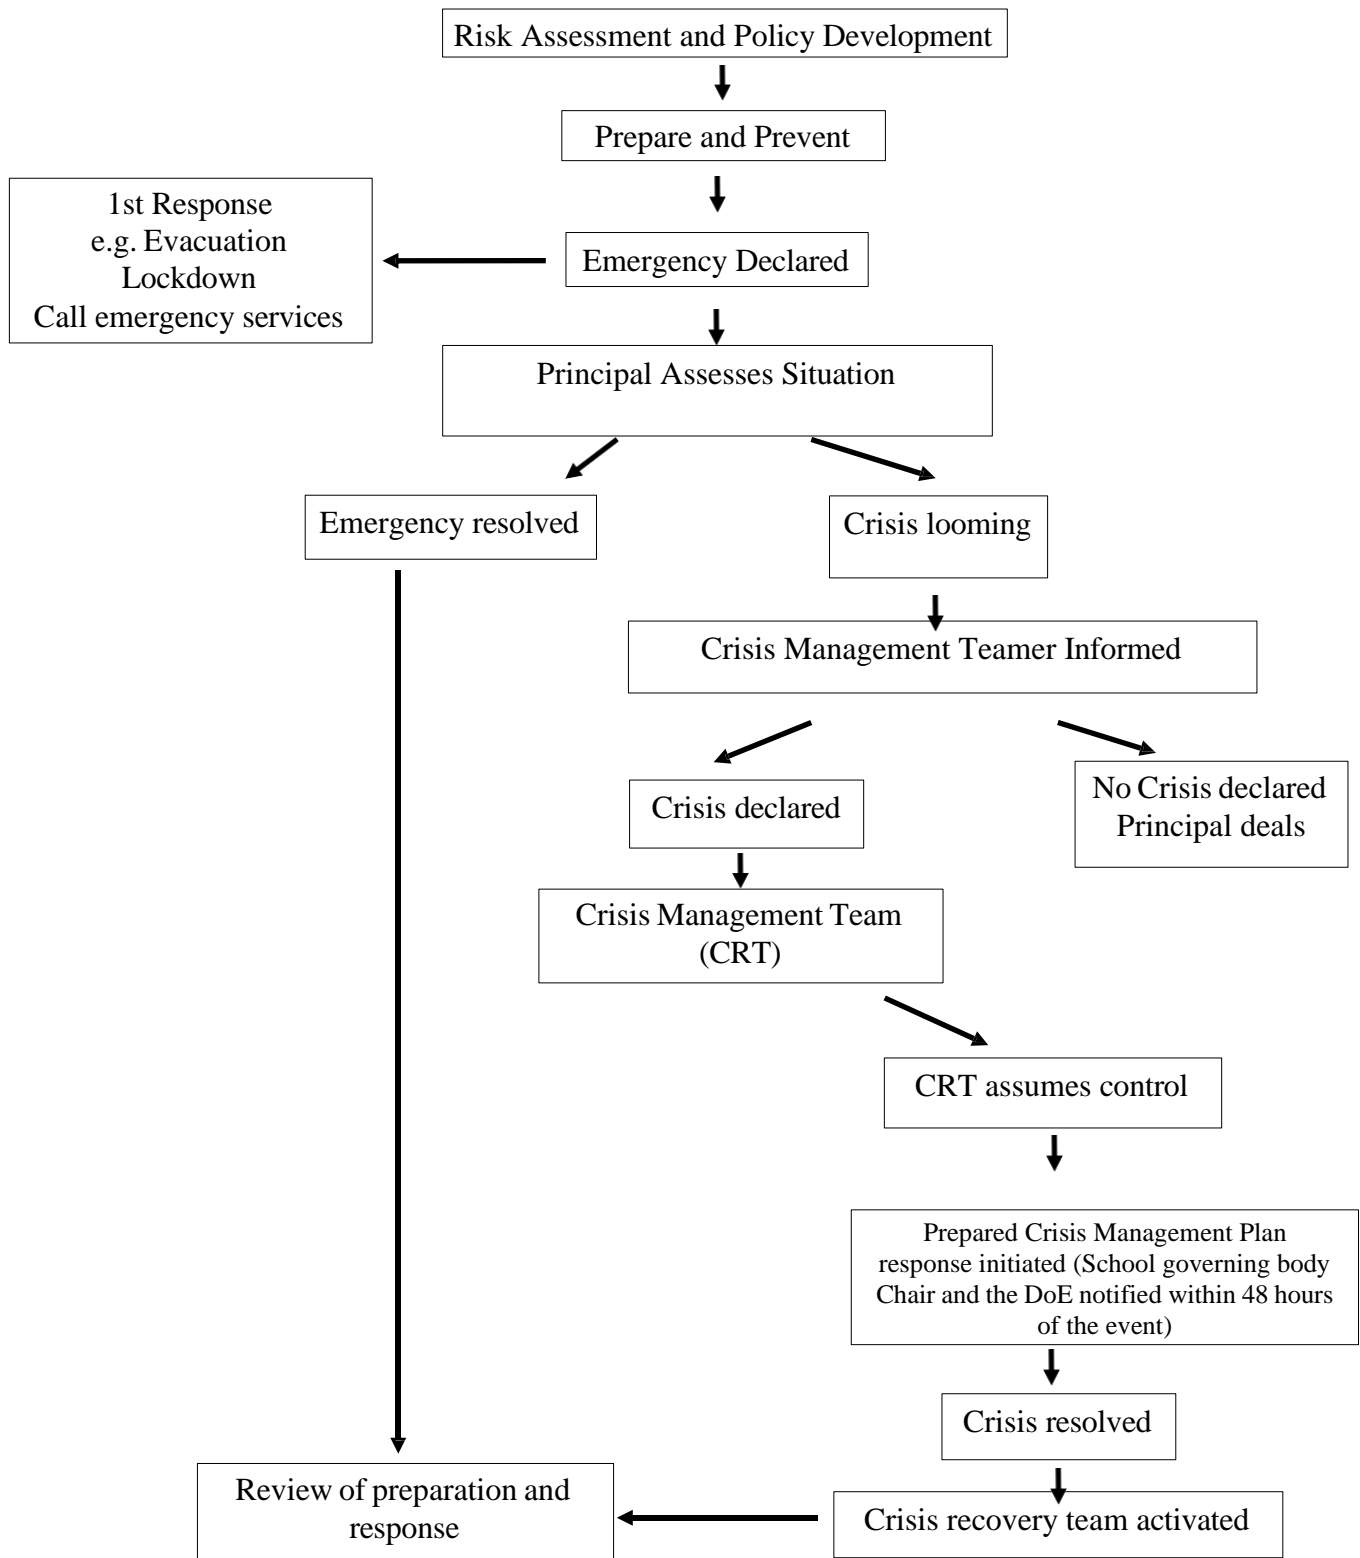 Risk Assessment and Policy Development
Prepare and Prevent
1st Response
e.g. Evacuation
Lockdown
Call emergency services
Emergency Declared
Principal Assesses Situation
Emergency resolved
Crisis looming
Crisis Management Teamer Informed
Crisis declared
No Crisis declared
Principal deals
Crisis Management Team
(CRT)
CRT assumes control
Prepared Crisis Management Plan
response initiated (School governing body
Chair and the DoE notified within 48 hours
of the event)
Crisis resolved
Review of preparation and
response
Crisis recovery team activated